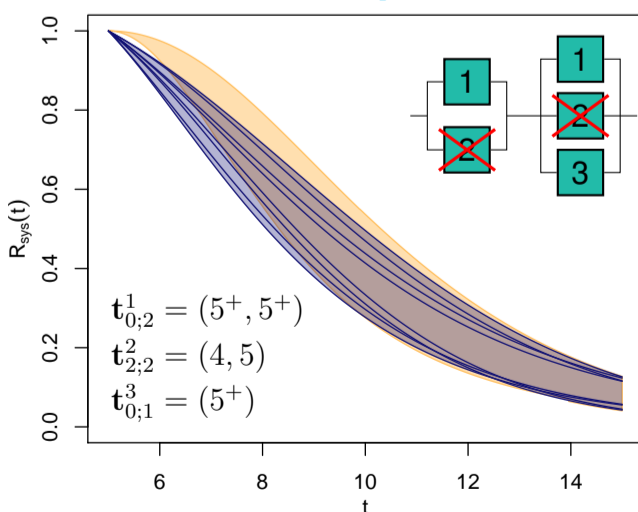 1.0
0.8
0.6
0.4
0.2
0.0
R_sys(t)
1
2
1
2
3
t^1_{0;2} = (5^+, 5^+)
t^2_{2;2} = (4, 5)
t^3_{0;1} = (5^+)
6 8 10 12 14
t